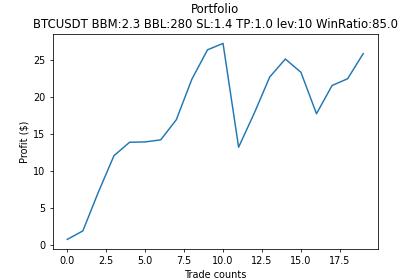 Portfolio
BTCUSDT BBM:2.3 BBL:280 SL:1.4 TP:1.0 lev:10 WinRatio:85.0
Profit ($)
25
20
15
10
5
0
0.0 2.5 5.0 7.5 10.0 12.5 15.0 17.5
Trade counts